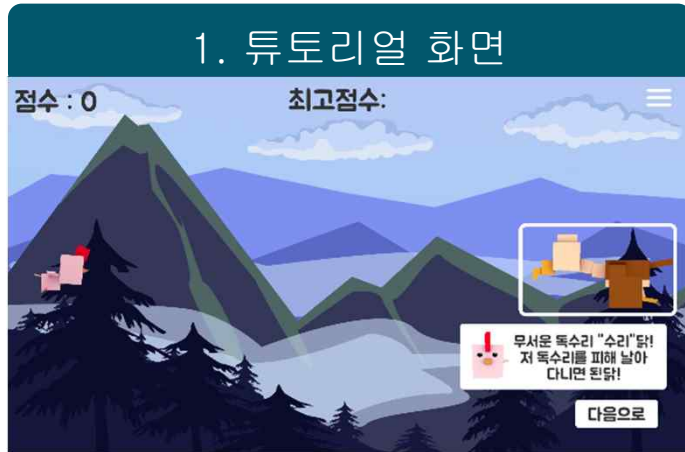 1. 튜토리얼 화면
점수 : 0
최고점수:
무서운 독수리 "수리"닭!
저 독수리를 피해 날아
다니면 된닭!
다음으로